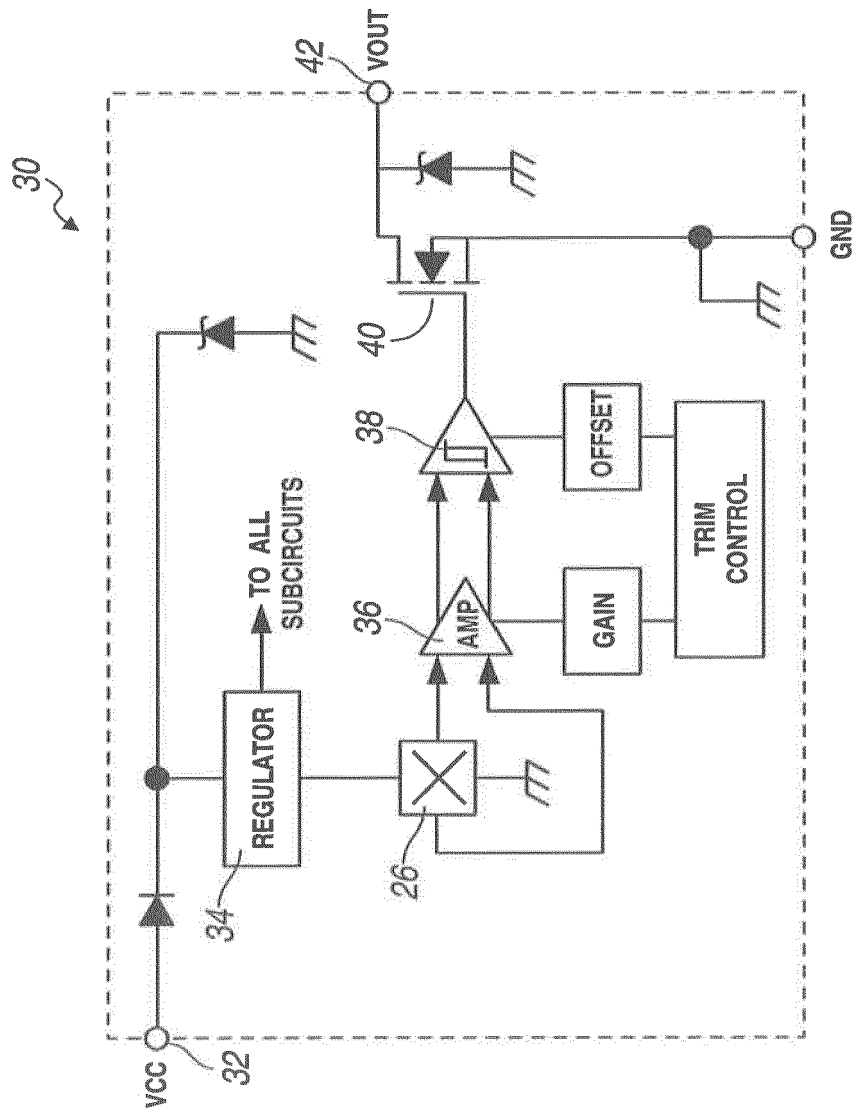 30
VCC
32
34
REGULATOR
TO ALL
SUBCIRCUITS
26
36
AMP
38
40
42
VOUT
GAIN
OFFSET
TRIM
CONTROL
GND